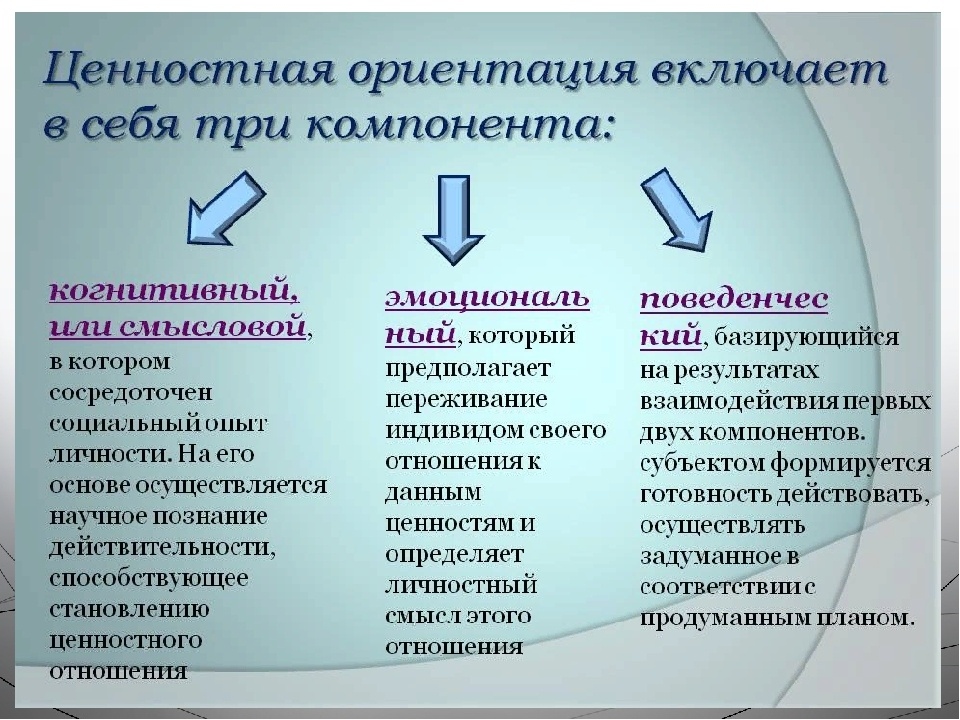 Ценностная ориентация включает
в себя три компонента:
когнитивный,
или смысловой,
в котором
сосредоточен
социальный опыт
личности. На его
основе осуществляется
научное познание
действительности,
способствующее
становлению
ценностного
отношения
эмоциональ
ный, который
предполагает
переживание
индивидом своего
отношения к
данным
ценностям и
определяет
личностный
смысл этого
отношения
поведенчес
кий, базирующийся
на результатах
взаимодействия первых
двух компонентов.
субъектом формируется
готовность действовать,
осуществлять
задуманное в
соответствии с
продуманным планом.